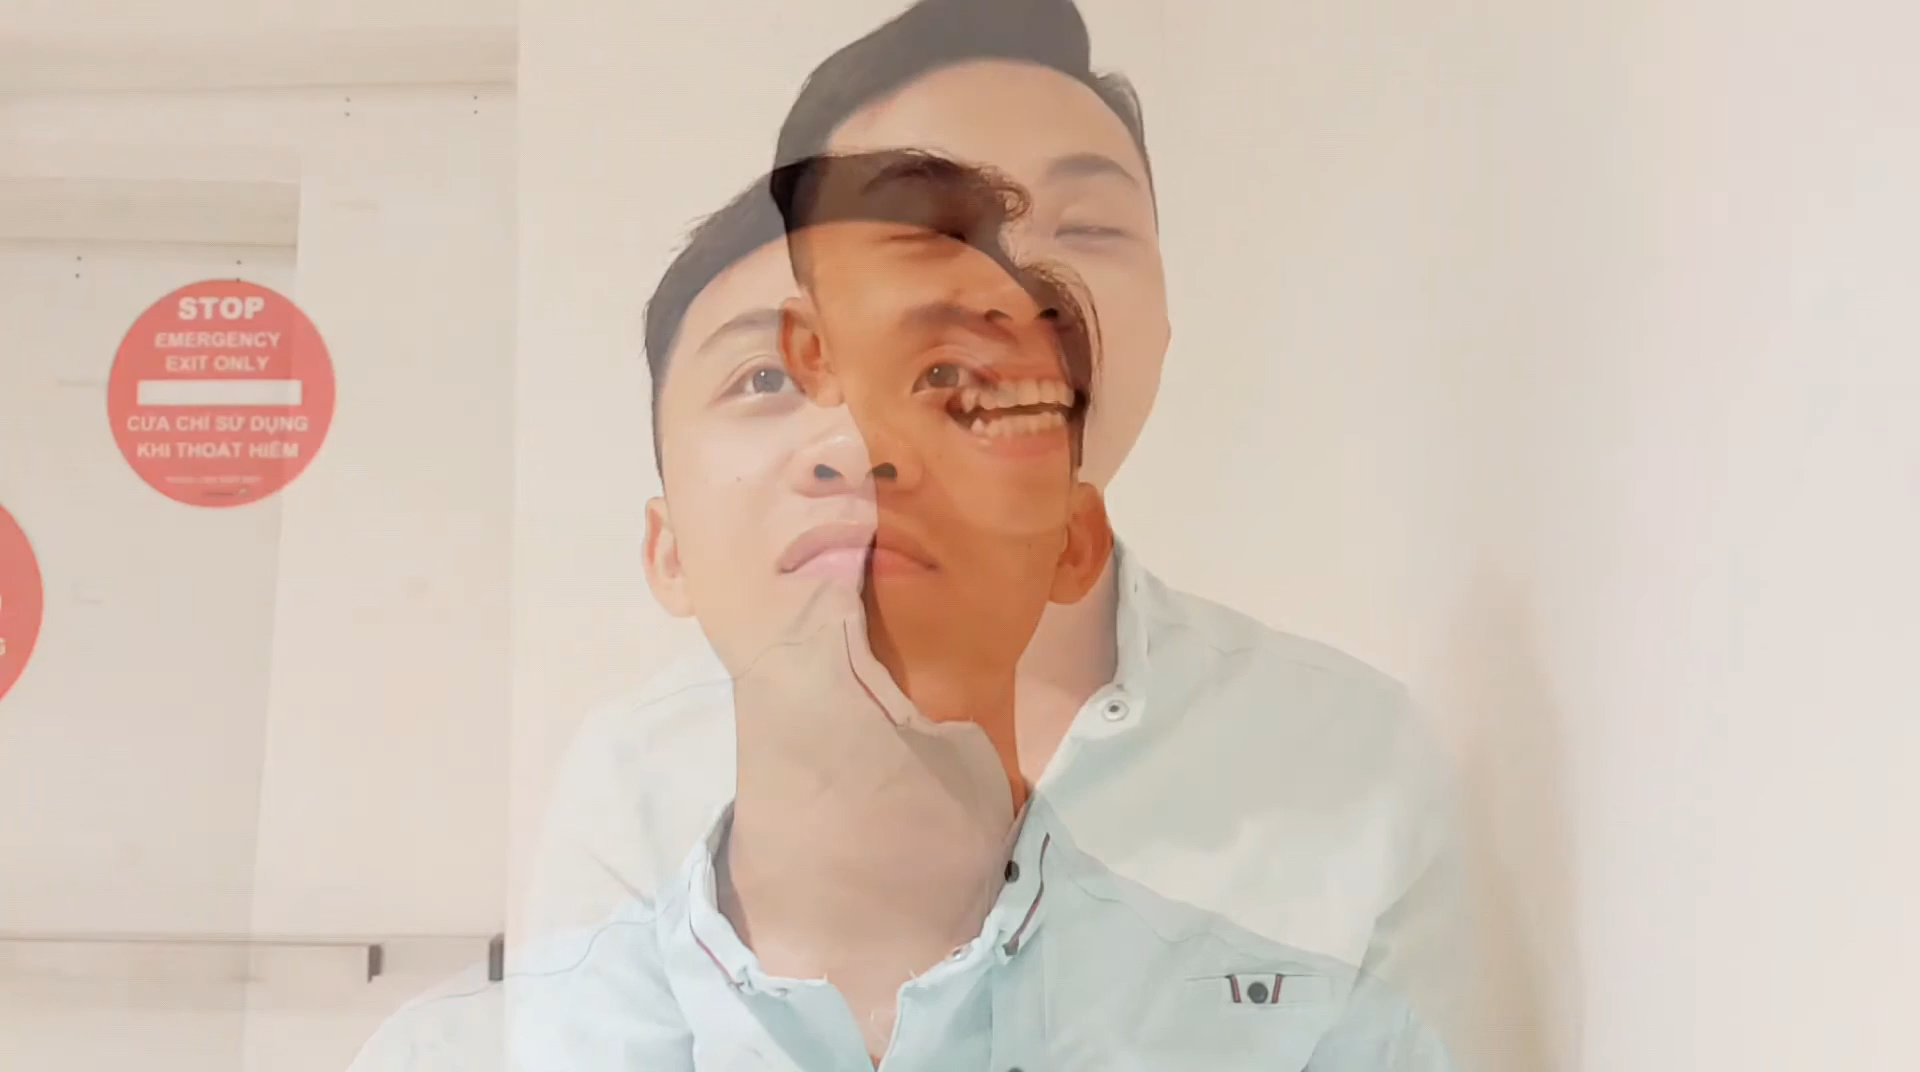 STOP
EMERGENCY
EXIT ONLY
CỬA CHỈ SỬ DỤNG
KHI THOÁT HIỂM